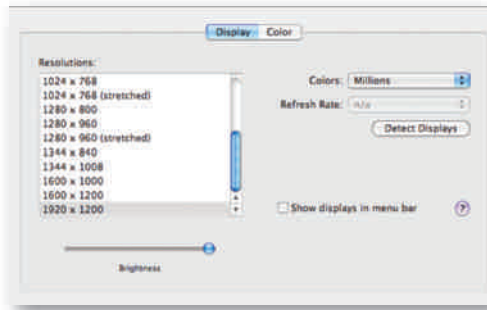 Display Color
Resolutions:
1024 x 768
1024 x 768 (stretched)
1280 x 800
1280 x 960
1280 x 960 (stretched)
1344 x 840
1344 x 1008
1600 x 1000
1600 x 1200
1920 x 1200
Colors: Millions
Refresh Rate: n/a
Detect Displays
Show displays in menu bar ?
Brightness